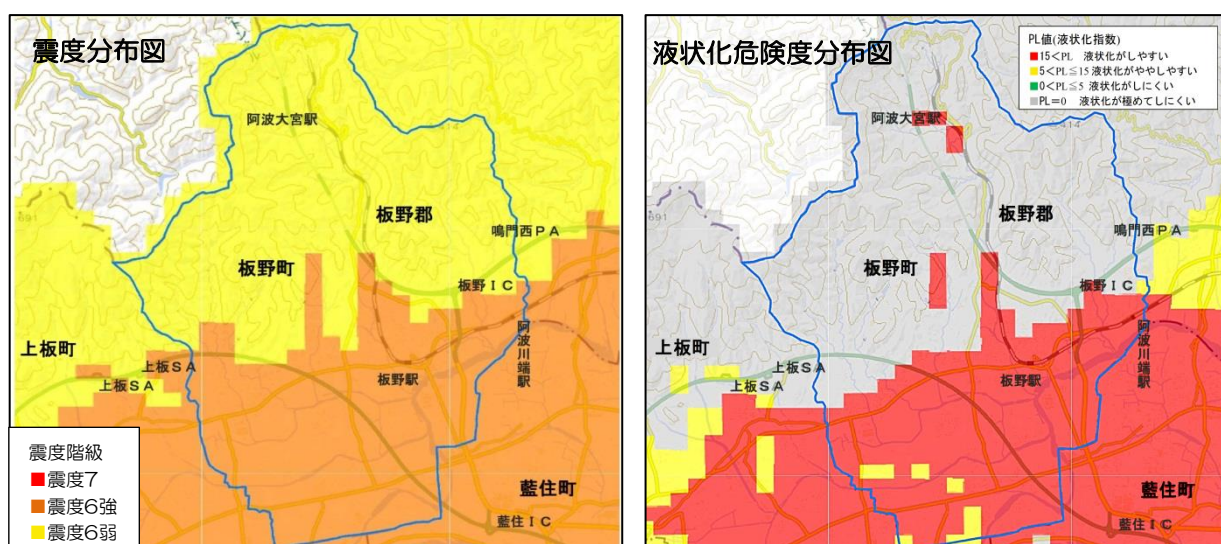 震度分布図
阿波大宮駅
414
691
板野郡
鳴門西PA
板野町
板野IC
上板町
上板SA
上板SA
板野駅
阿波川端駅
藍住町
藍住IC
震度階級
震度7
震度6強
震度6弱
液状化危険度分布図
PL値(液状化指数)
15<PL 液状化がしやすい
5<PL≦15 液状化がややしやすい
0<PL≦5 液状化がしにくい
PL=0 液状化が極めてしにくい
阿波大宮駅
414
691
板野郡
鳴門西PA
板野町
板野IC
上板町
上板SA
上板SA
板野駅
阿波川端駅
藍住町
藍住IC